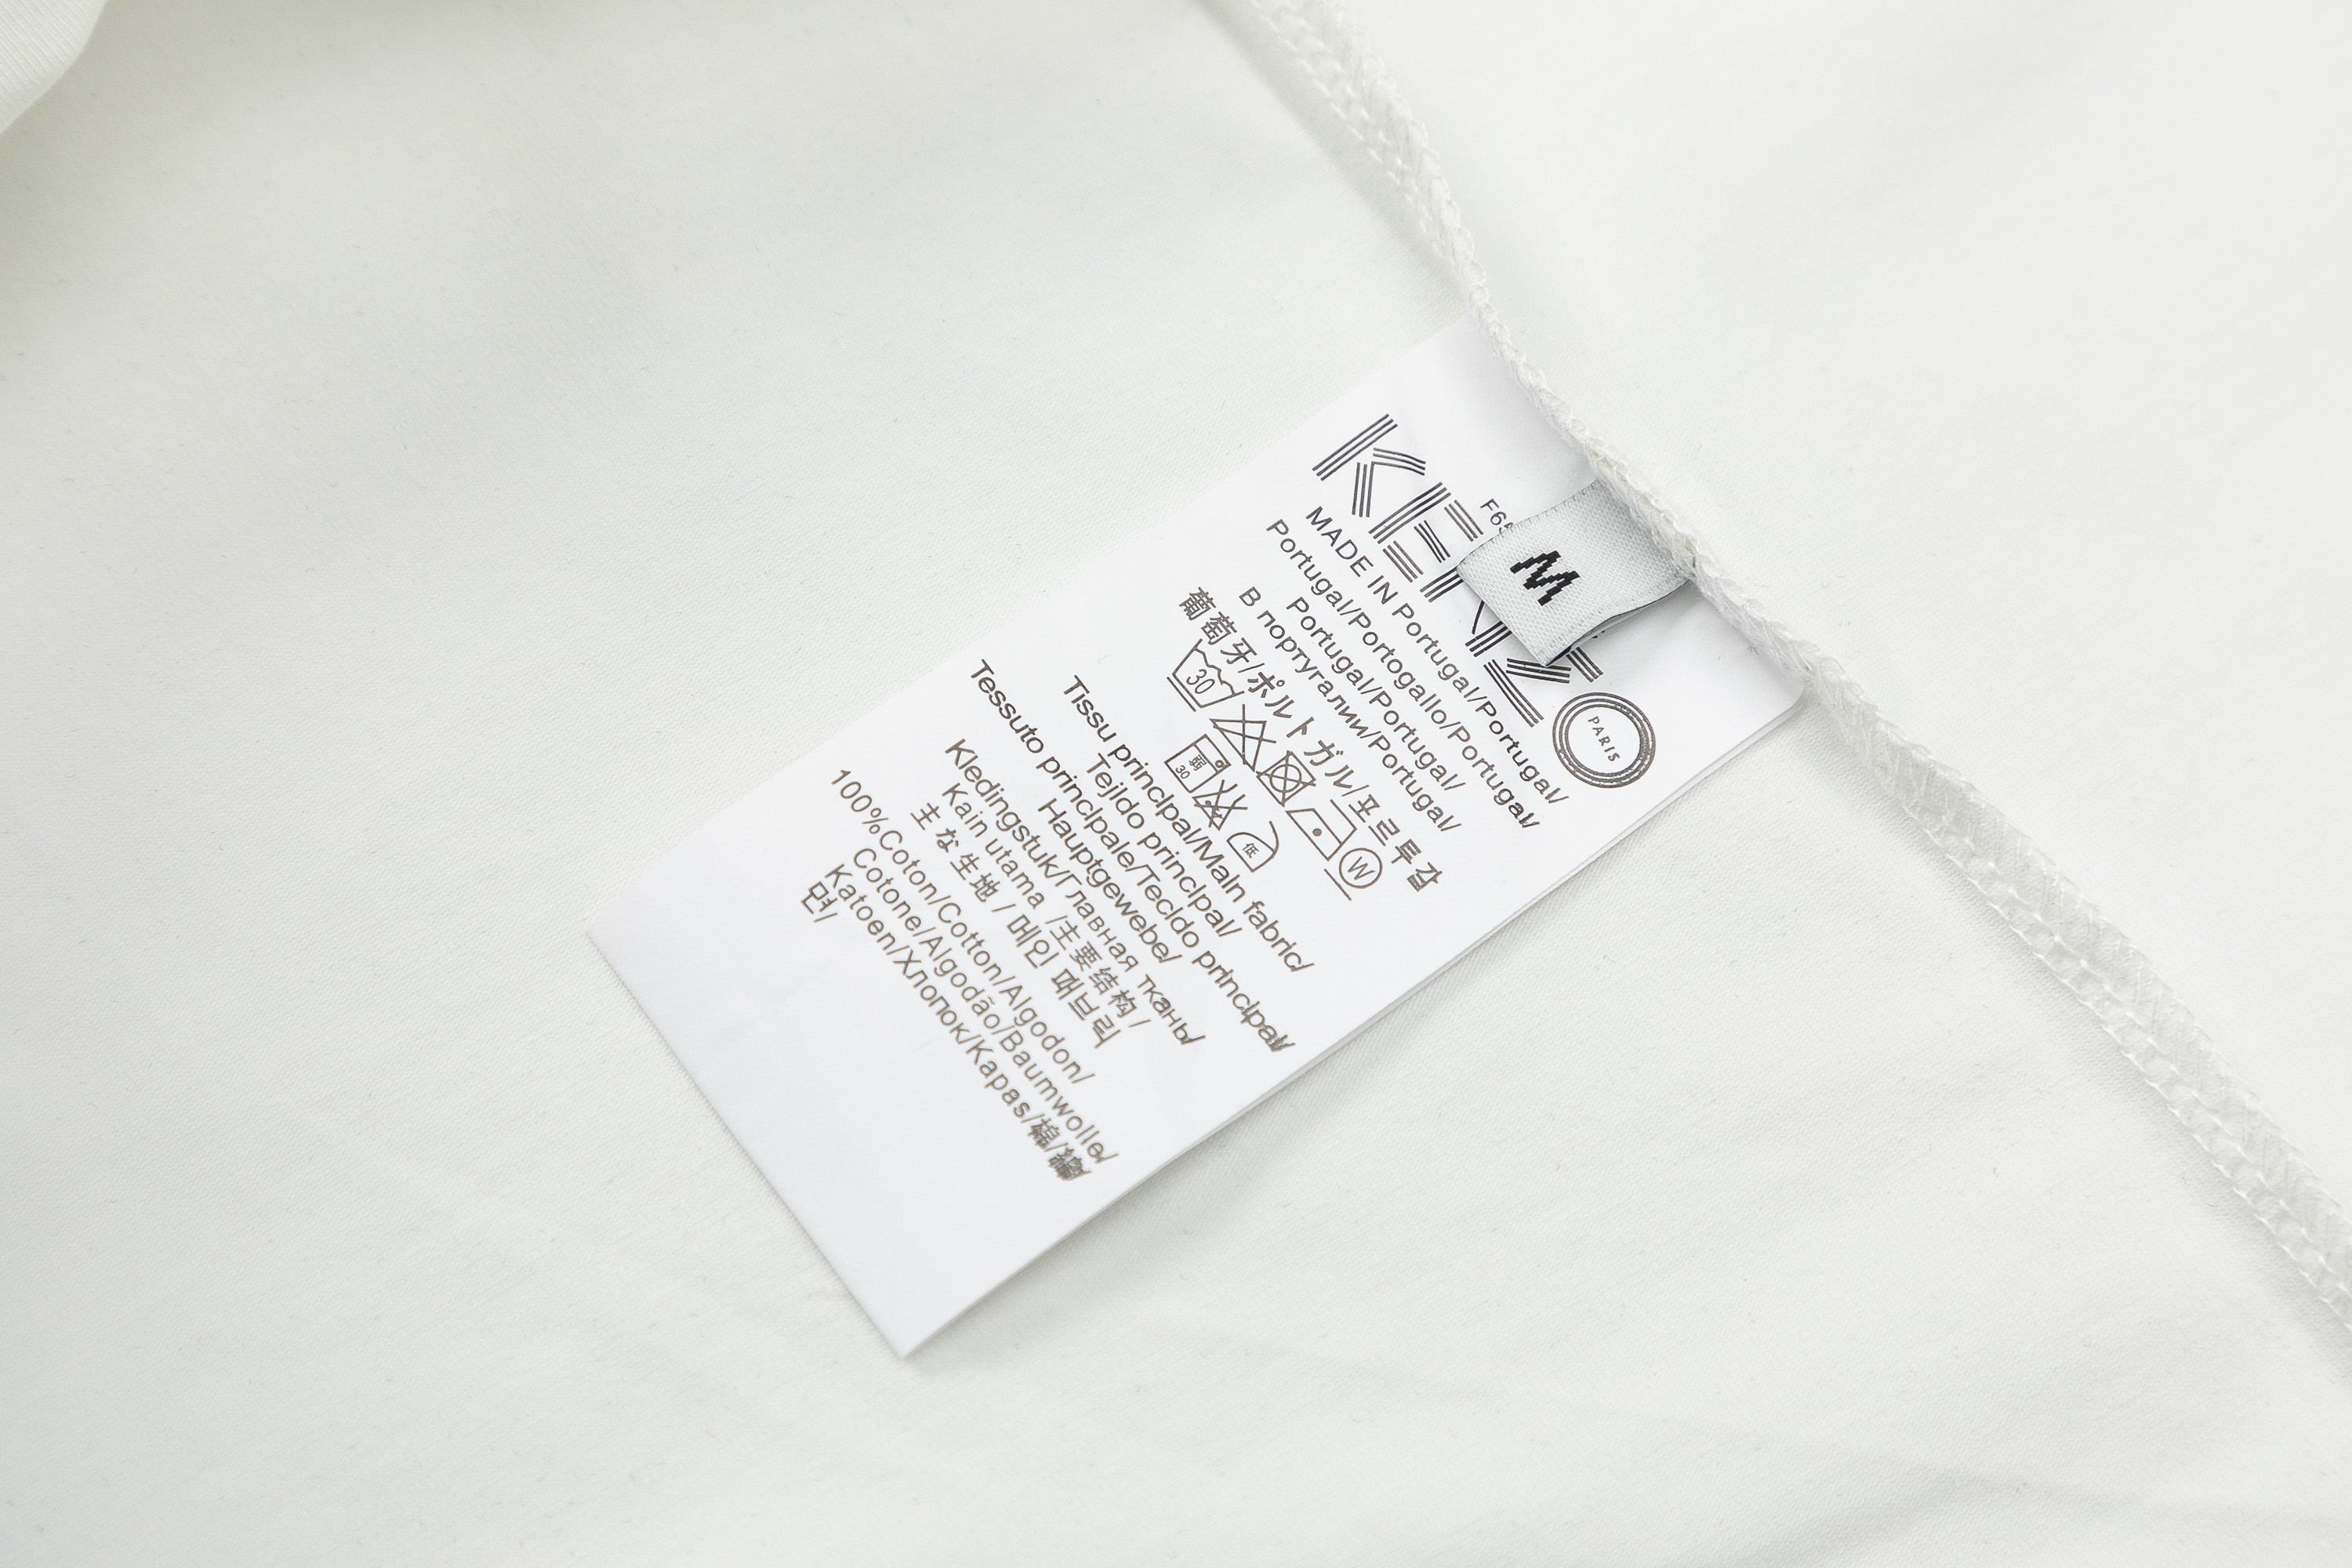 F65
M
KENZO
PARIS
MADE IN Portugal/Portugal/
Portugal/Portogallo/Portugal/
Portugal/Portugal/
В португалии/Portugal/
葡萄牙/ポルトガル/포르투갈
30
W
弱
30
低
Tissu principal/Main fabric/
Tejido principal/
Tessuto principale/Tecido principal/
Hauptgewebe/
Kledingstuk/Главная ткань/
Kain utama /主要结构 /
主な生地 / 메인 패브릭
100%Coton/Cotton/Algodon/
Cotone/Algodão/Baumwolle/
Katoen/Хлопок/Kapas/棉/綿/
면/